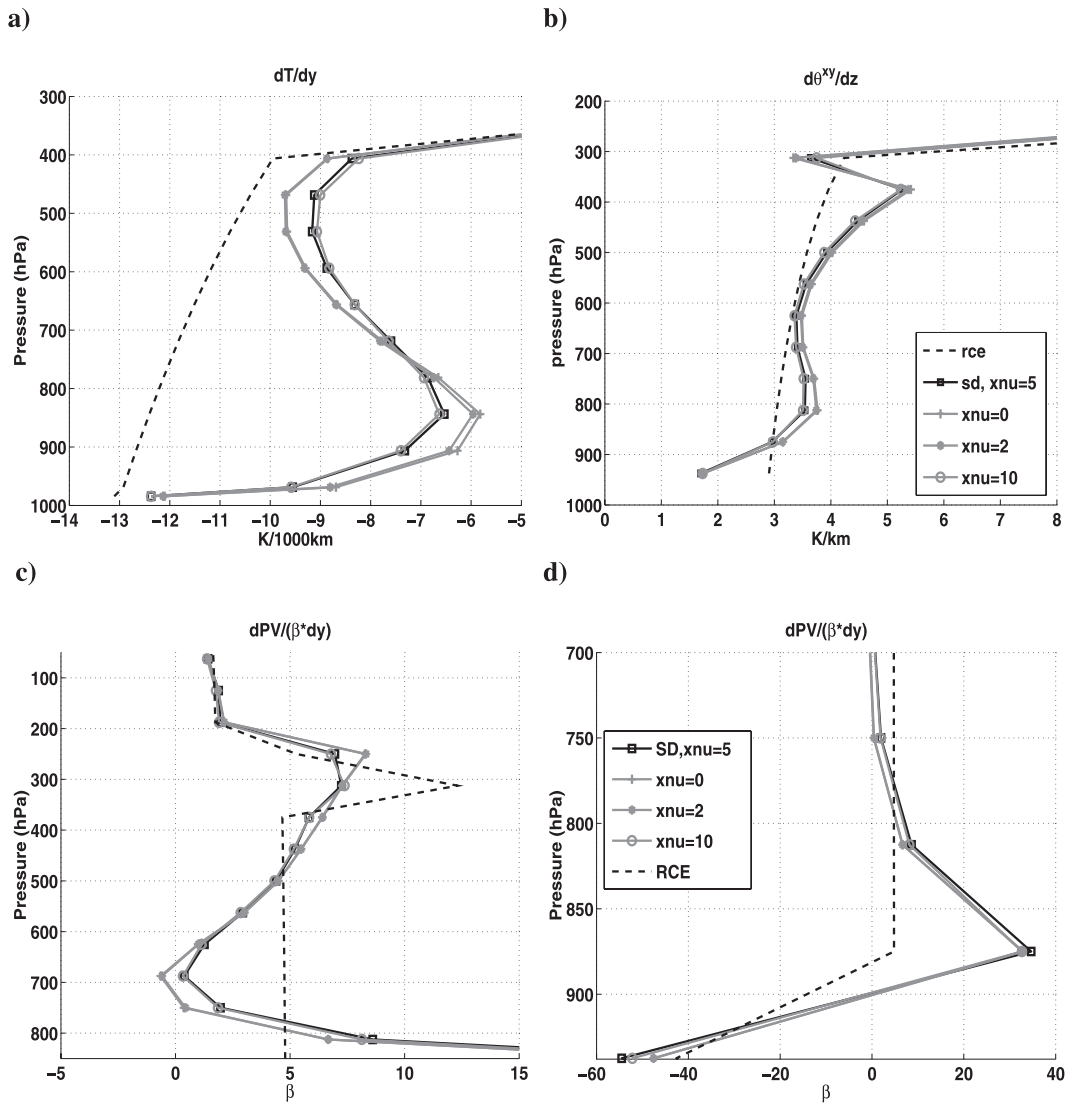 a)
dT/dy
300
400
500
600
700
800
900
1000
Pressure (hPa)
−14 −13 −12 −11 −10 −9 −8 −7 −6 −5
K/1000km
b)
dθxy/dz
200
300
400
500
600
700
800
900
1000
pressure (hPa)
0 1 2 3 4 5 6 7 8
K/km
rce
sd, xnu=5
xnu=0
xnu=2
xnu=10
c)
dPV/(β*dy)
100
200
300
400
500
600
700
800
Pressure (hPa)
−5 0 5 10 15
β
d)
dPV/(β*dy)
700
750
800
850
900
Pressure (hPa)
−60 −40 −20 0 20 40
β
SD,xnu=5
xnu=0
xnu=2
xnu=10
RCE